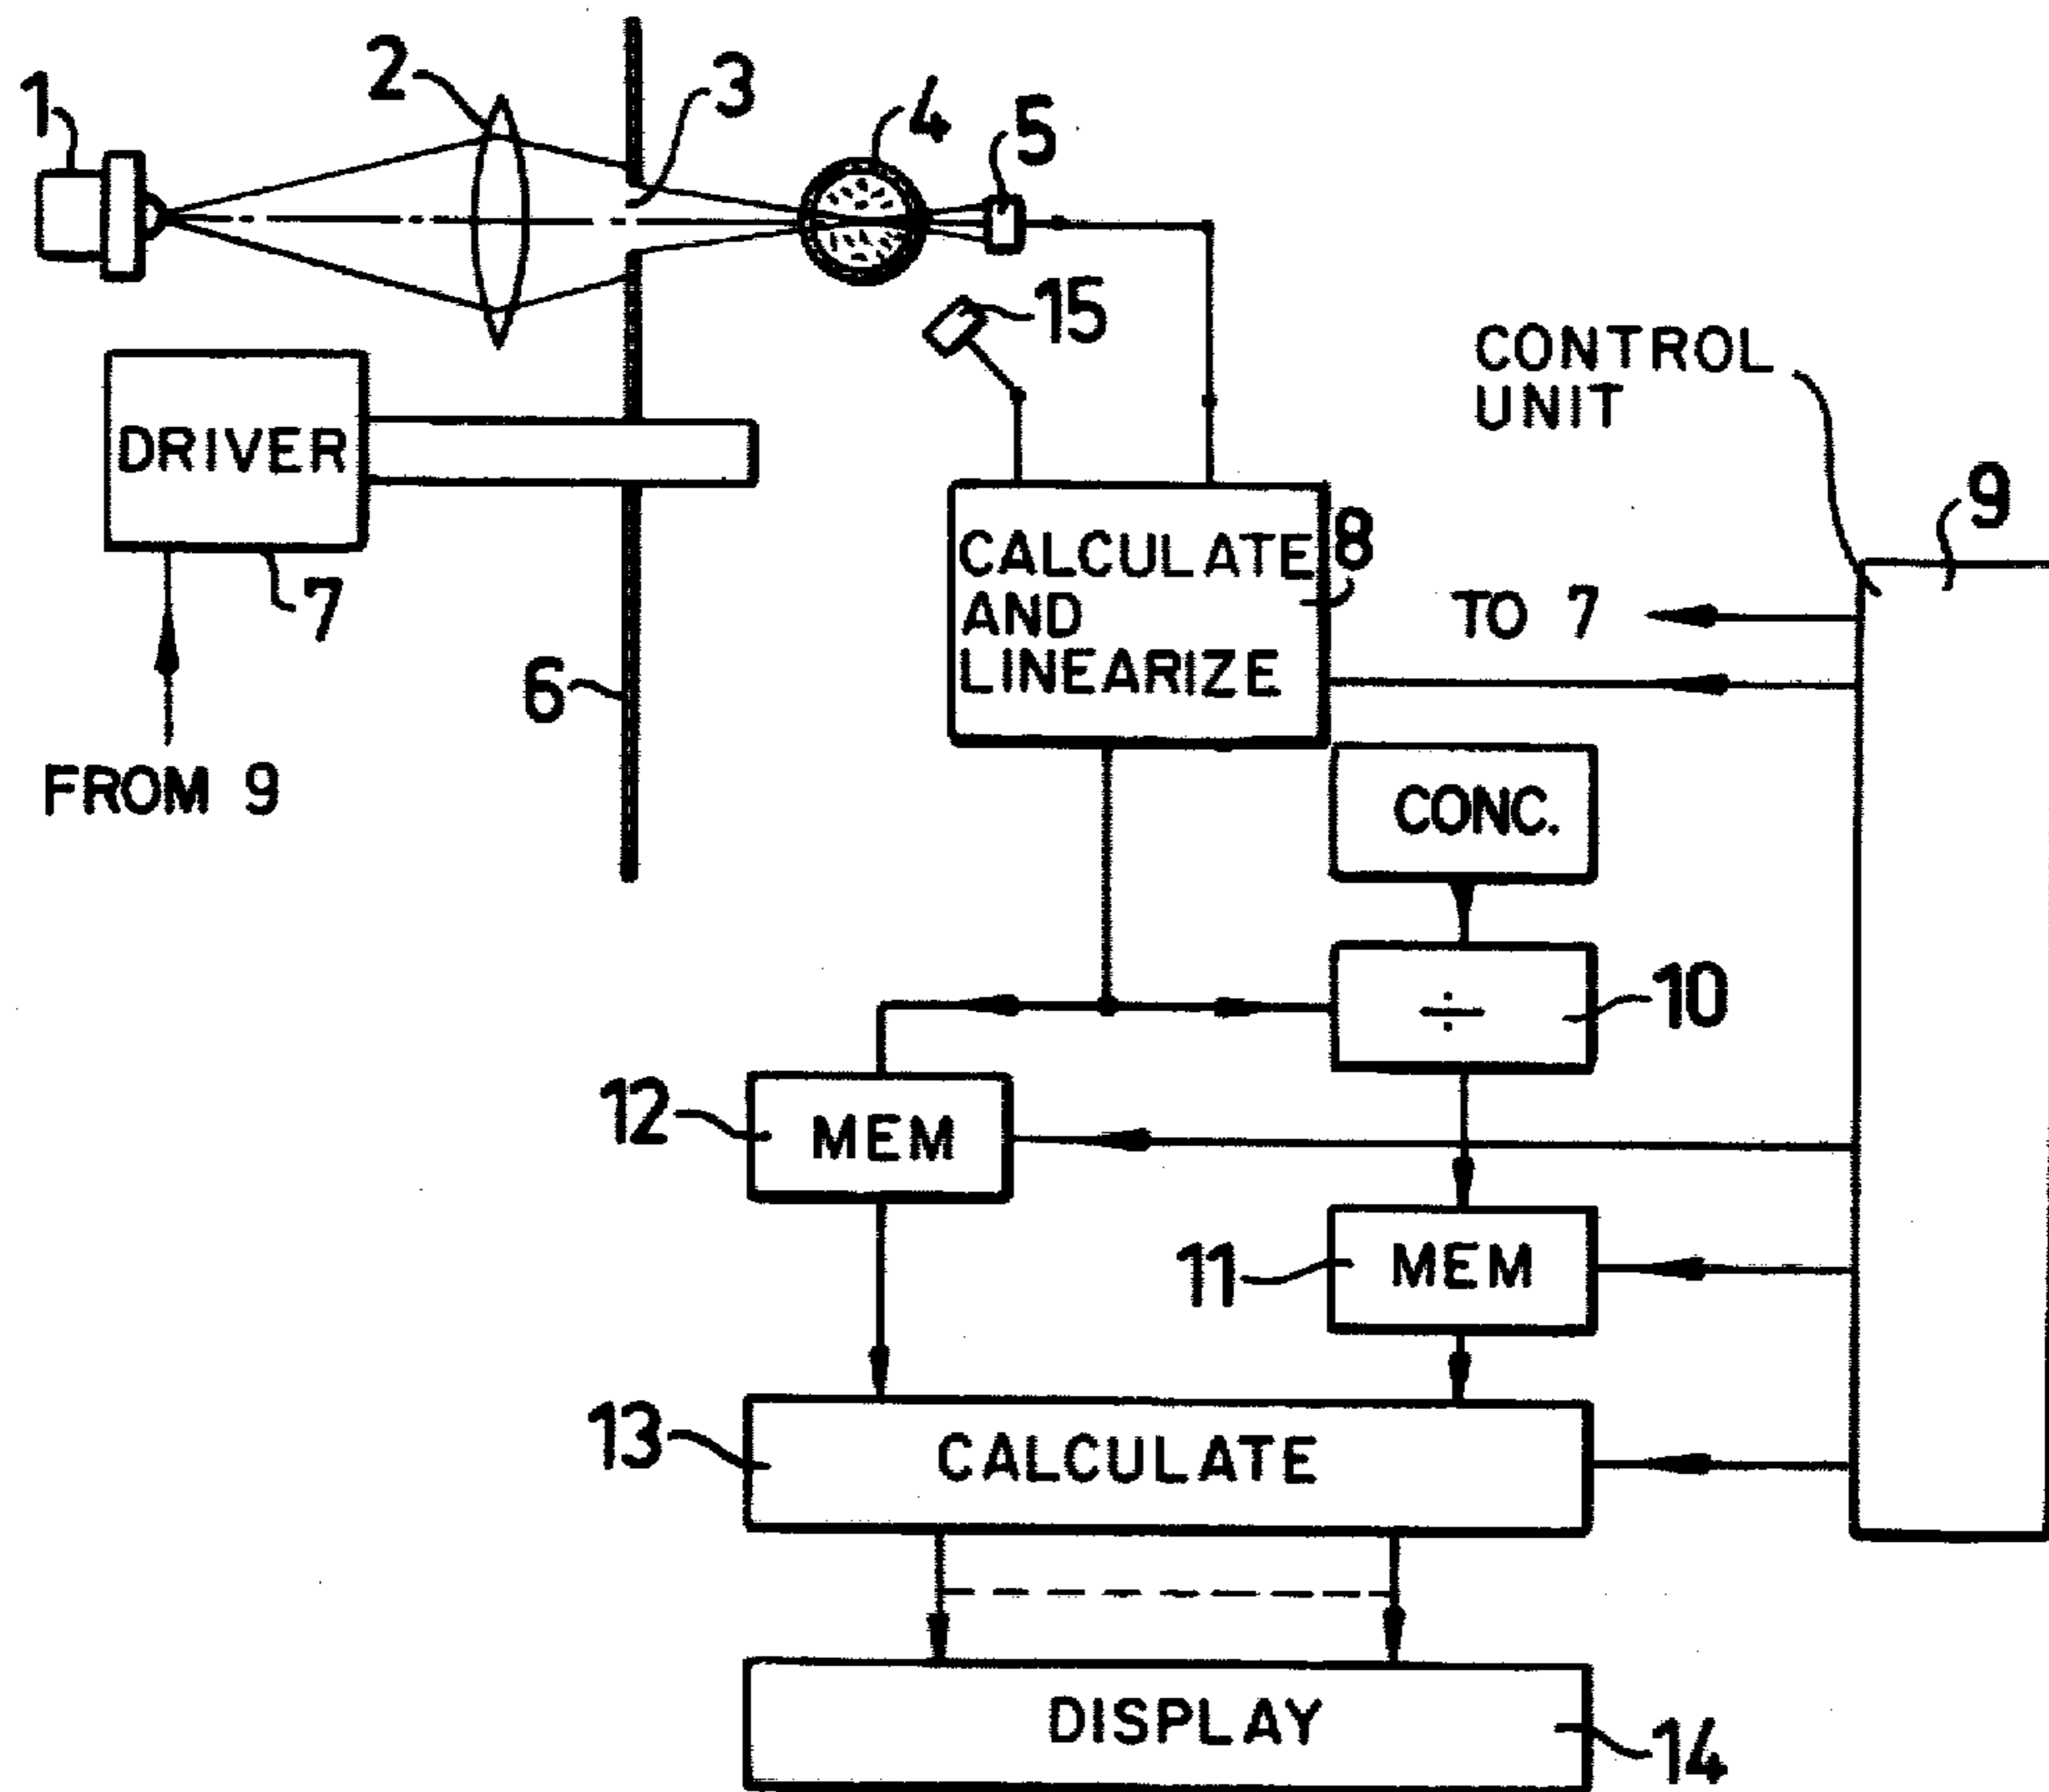 1
2
3
4
5
15
CONTROL
UNIT
DRIVER
9
7
CALCULATE
AND
LINEARIZE
8
TO 7
6
FROM 9
CONC.
÷
10
12
MEM
11
MEM
13
CALCULATE
DISPLAY
14